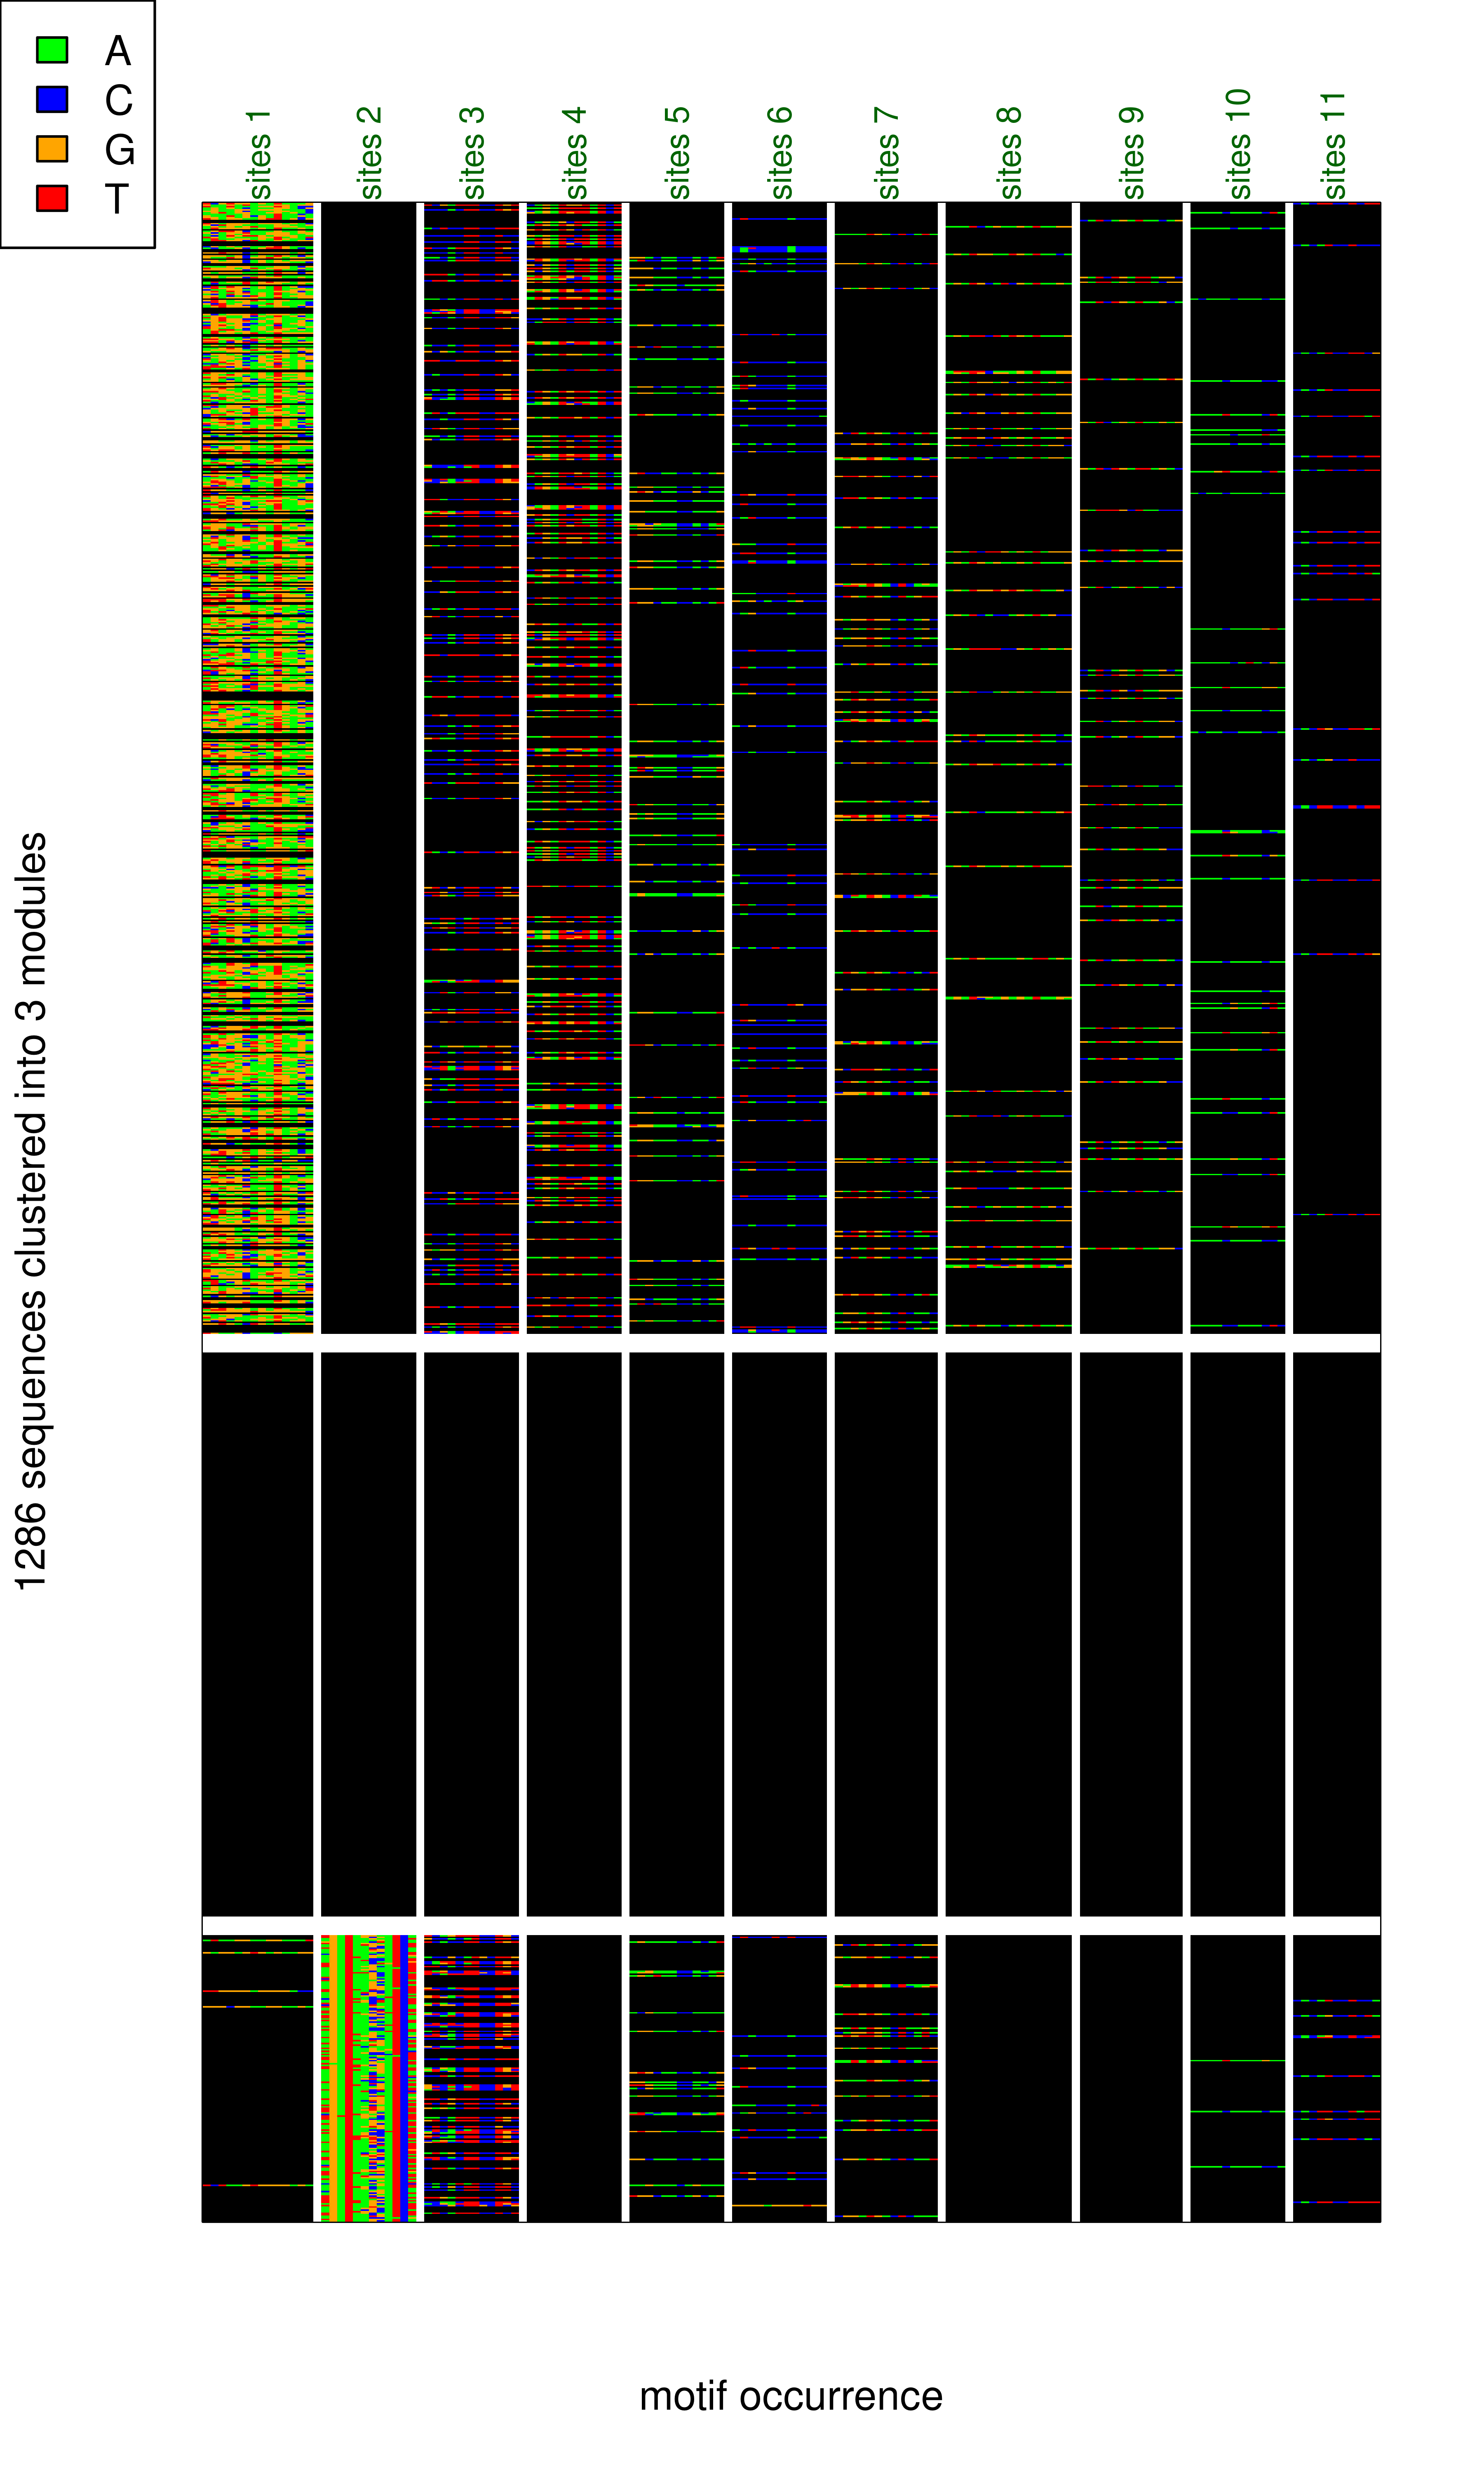 A
C
G
T
sites 1
sites 2
sites 3
sites 4
sites 5
sites 6
sites 7
sites 8
sites 9
sites 10
sites 11
1286 sequences clustered into 3 modules
motif occurrence